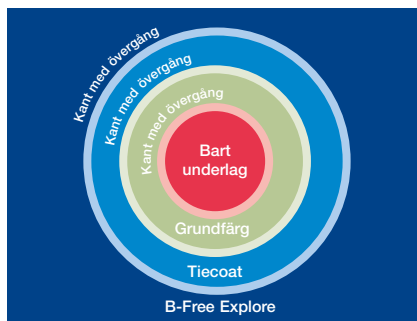 Kant med övergång
Kant med övergång
Kant med övergång
Bart
underlag
Grundfärg
Tiecoat
B-Free Explore